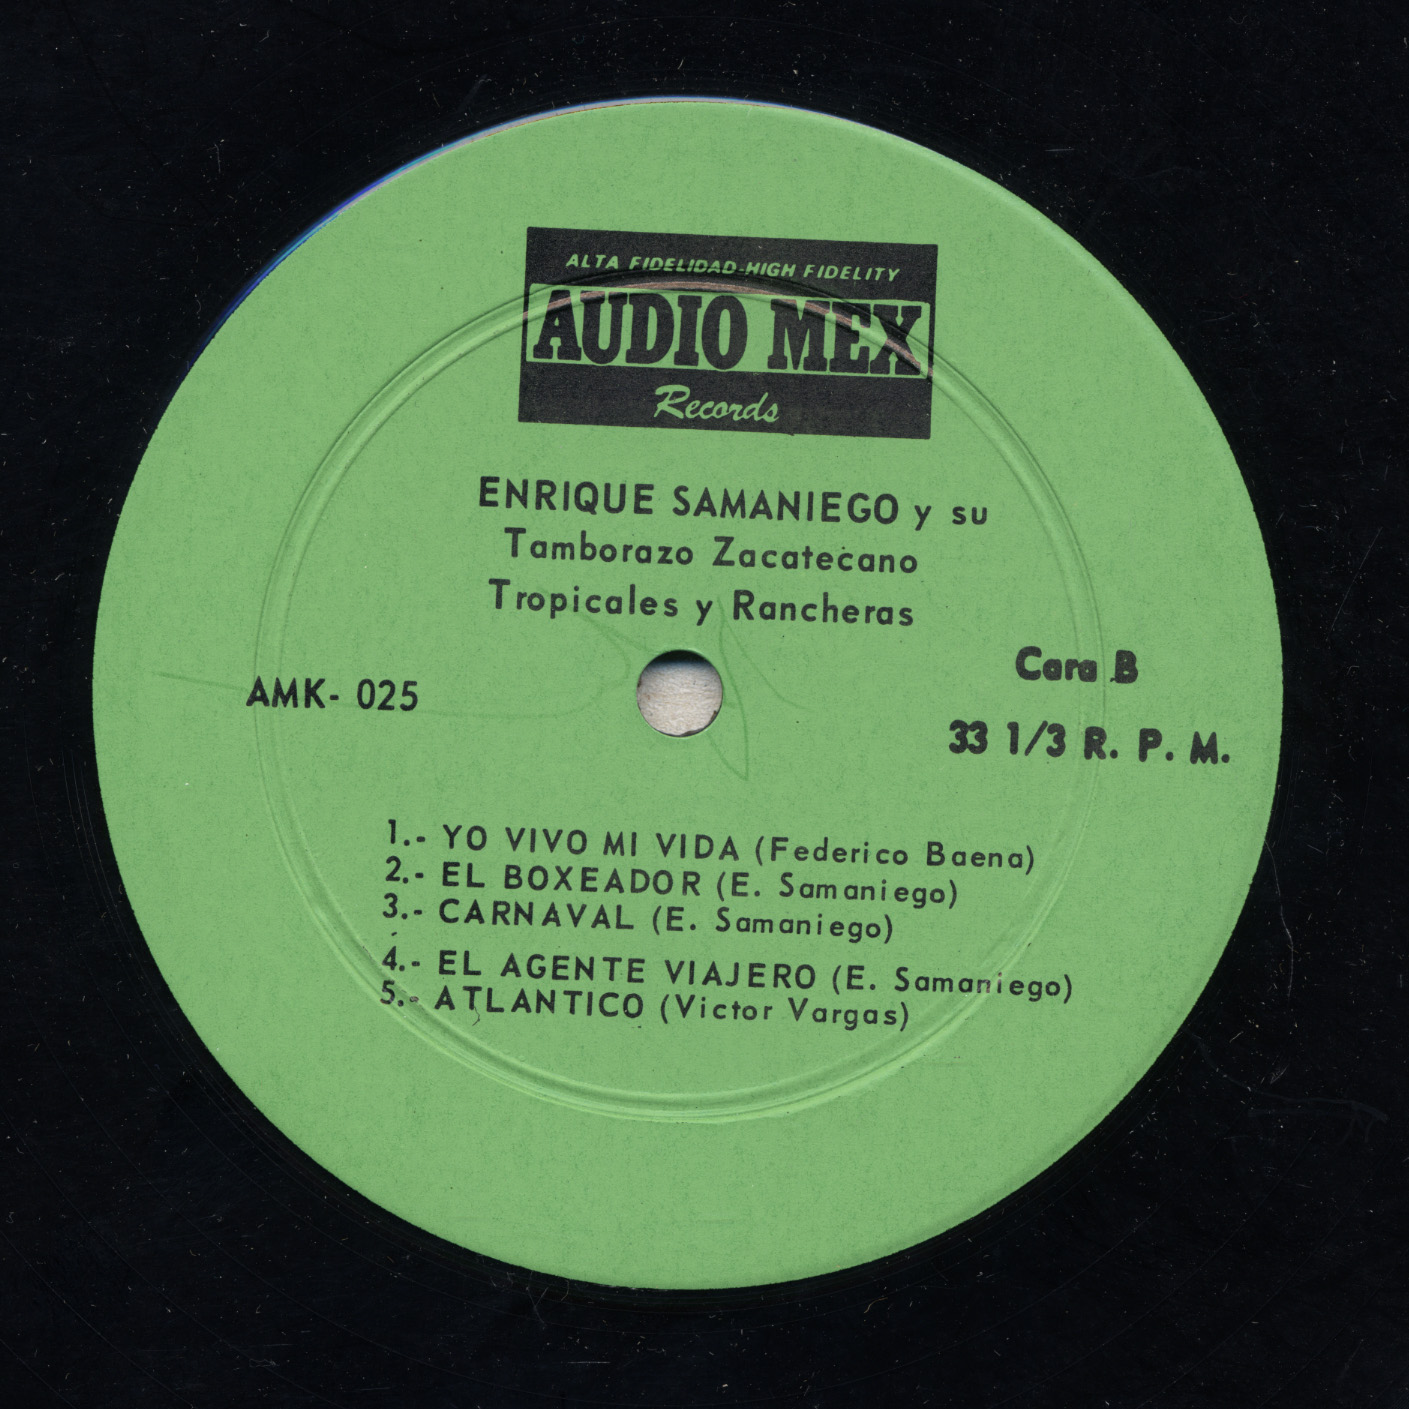 ALTA FIDELIDAD-HIGH FIDELITY
AUDIO MEX
Records
ENRIQUE SAMANIEGO y su
Tamborazo Zacatecano
Tropicales y Rancheras
Cara B
AMK- 025
33 1/3 R. P. M.
1.- YO VIVO MI VIDA (Federico Baena)
2.- EL BOXEADOR (E. Samaniego)
3.- CARNAVAL (E. Samaniego)
4.- EL AGENTE VIAJERO (E. Samaniego)
5.- ATLANTICO (Victor Vargas)